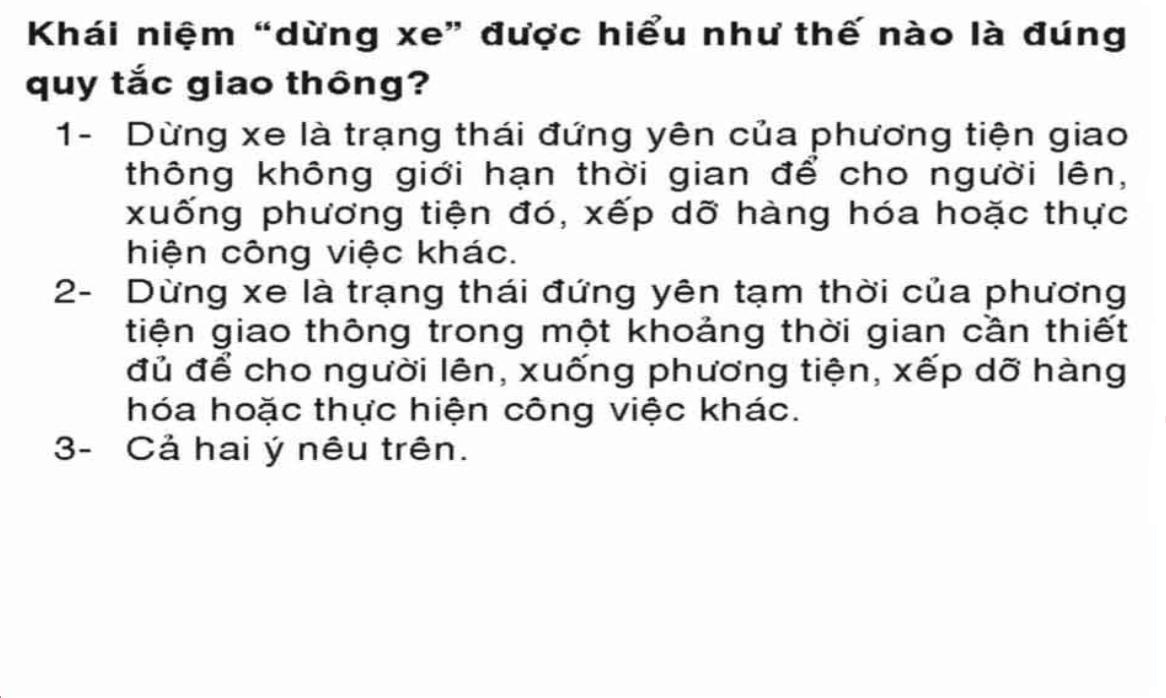 Khái niệm “dừng xe” được hiểu như thế nào là đúng
quy tắc giao thông?
1- Dừng xe là trạng thái đứng yên của phương tiện giao
thông không giới hạn thời gian để cho người lên,
xuống phương tiện đó, xếp dỡ hàng hóa hoặc thực
hiện công việc khác.
2- Dừng xe là trạng thái đứng yên tạm thời của phương
tiện giao thông trong một khoảng thời gian cần thiết
đủ để cho người lên, xuống phương tiện, xếp dỡ hàng
hóa hoặc thực hiện công việc khác.
3- Cả hai ý nêu trên.